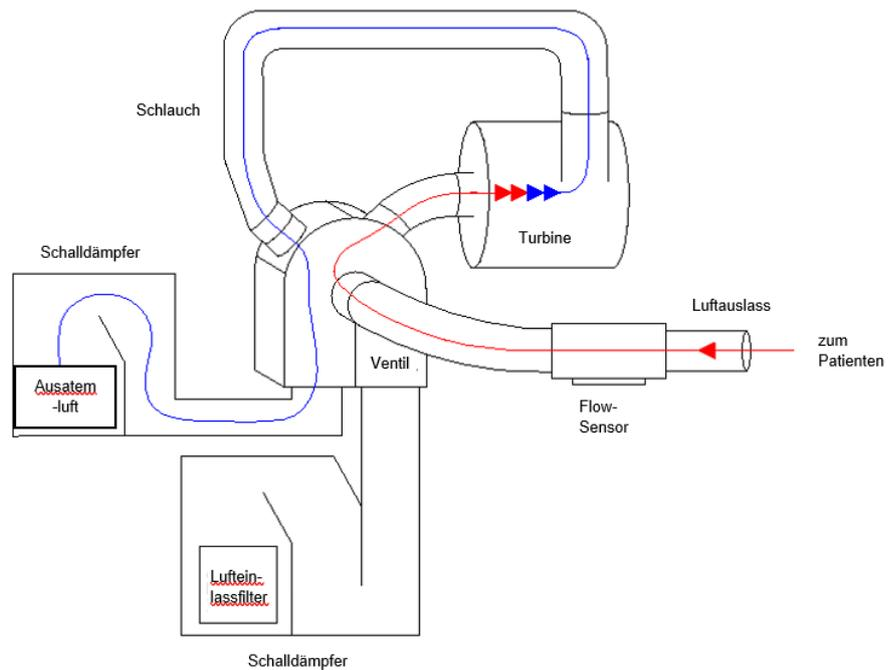 Schlauch
Turbine
Schalldämpfer
Luftauslass
zum
Patienten
Ventil
Ausatem
-luft
Flow-
Sensor
Luftein-
lassfilter
Schalldämpfer